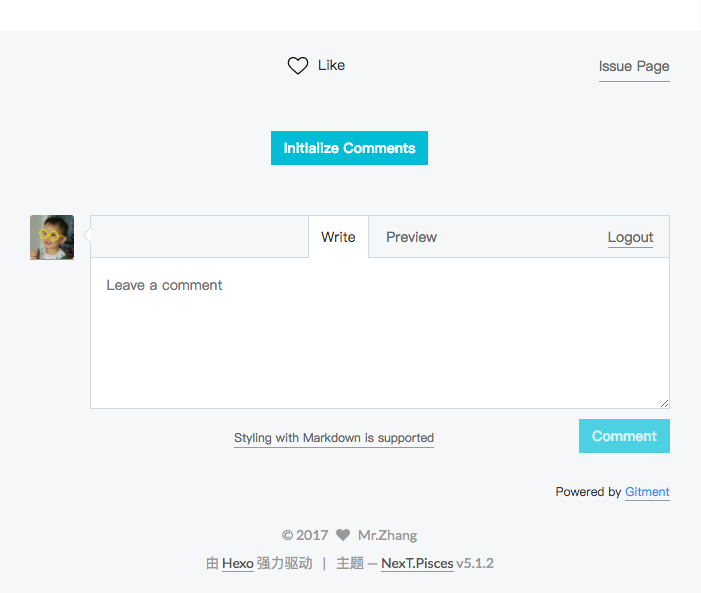 Like
Issue Page
Initialize Comments
Write Preview Logout
Leave a comment
Styling with Markdown is supported
Comment
Powered by Gitment
© 2017 Mr.Zhang
由 Hexo 强力驱动 | 主题 — NexT.Pisces v5.1.2